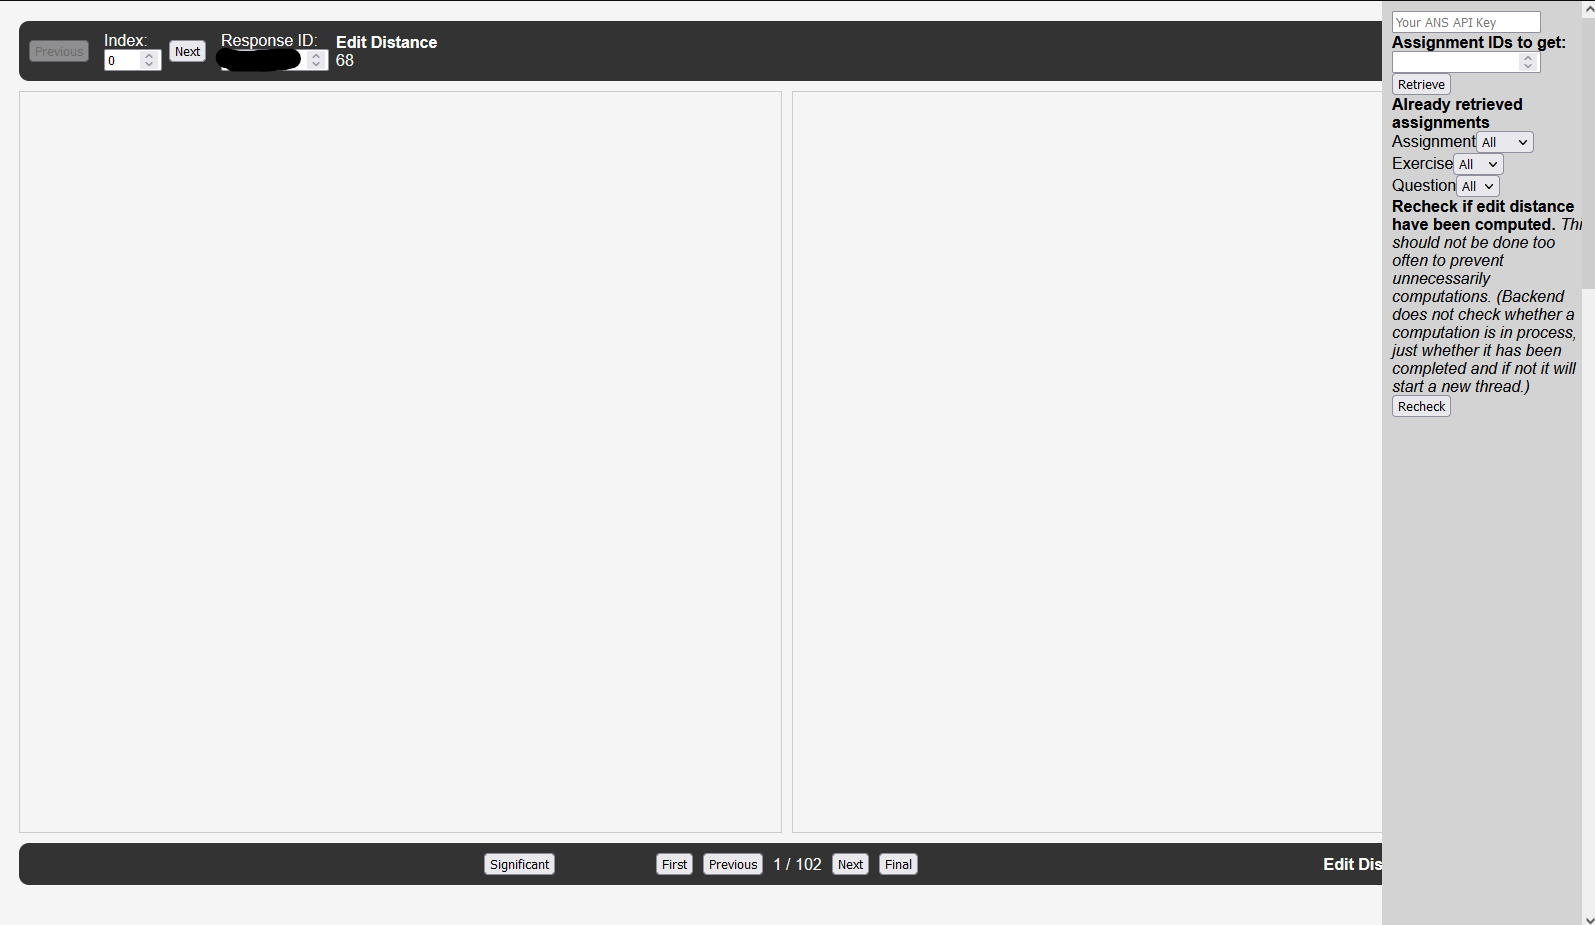 Previous
Index:
0
Next
Response ID:
Edit Distance
68
Your ANS API Key
Assignment IDs to get:
Retrieve
Already retrieved
assignments
Assignment All
Exercise All
Question All
Recheck if edit distance
have been computed. Thi
should not be done too
often to prevent
unnecessarily
computations. (Backend
does not check whether a
computation is in process,
just whether it has been
completed and if not it will
start a new thread.)
Recheck
Significant
First
Previous
1 / 102
Next
Final
Edit Dis